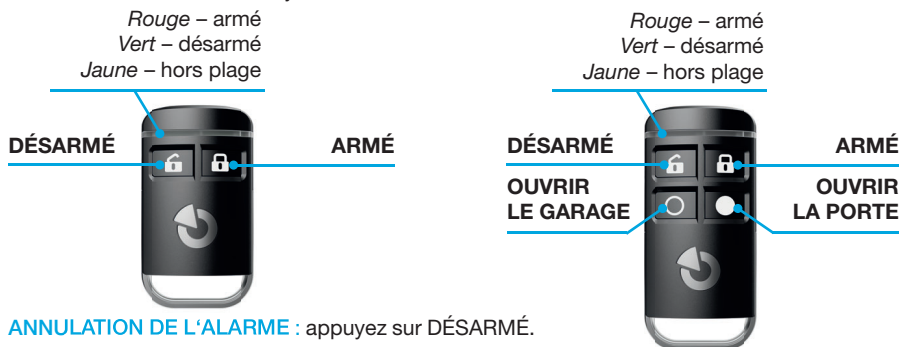 Rouge – armé
Vert – désarmé
Jaune – hors plage
DÉSARMÉ
ARMÉ
Rouge – armé
Vert – désarmé
Jaune – hors plage
DÉSARMÉ
ARMÉ
OUVRIR
LE GARAGE
OUVRIR
LA PORTE
ANNULATION DE L'ALARME : appuyez sur DÉSARMÉ.